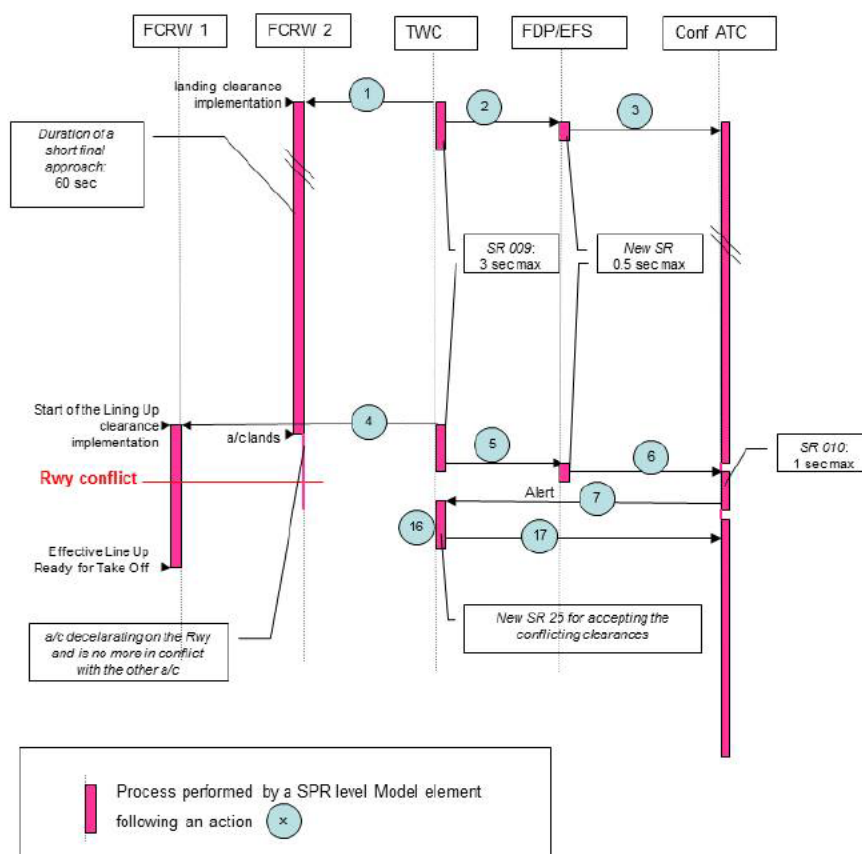 FCRW 1
FCRW 2
TWC
FDP/EFS
Conf ATC
landing clearance
implementation
1
2
3
Duration of a
short final
approach:
60 sec
SR 009:
3 sec max
New SR
0.5 sec max
Start of the Lining Up
clearance
implementation
4
a/c lands
5
6
SR 010:
1 sec max
Rwy conflict
Alert
7
16
17
Effective Line Up
Ready for Take Off
a/c decelarating on the Rwy
and is no more in conflict
with the other a/c
New SR 25 for accepting the
conflicting clearances
Process performed by a SPR level Model element
following an action
x